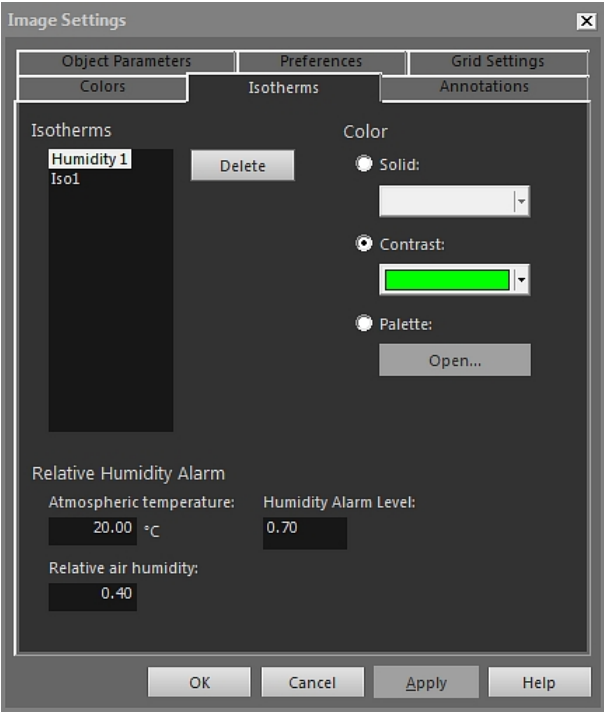 Image Settings
Object Parameters Preferences Grid Settings
Colors Isotherms Annotations
Isotherms
Humidity 1
Iso1
Delete
Color
Solid:
Contrast:
Palette:
Open...
Relative Humidity Alarm
Atmospheric temperature: Humidity Alarm Level:
20.00 °C 0.70
Relative air humidity:
0.40
OK Cancel Apply Help